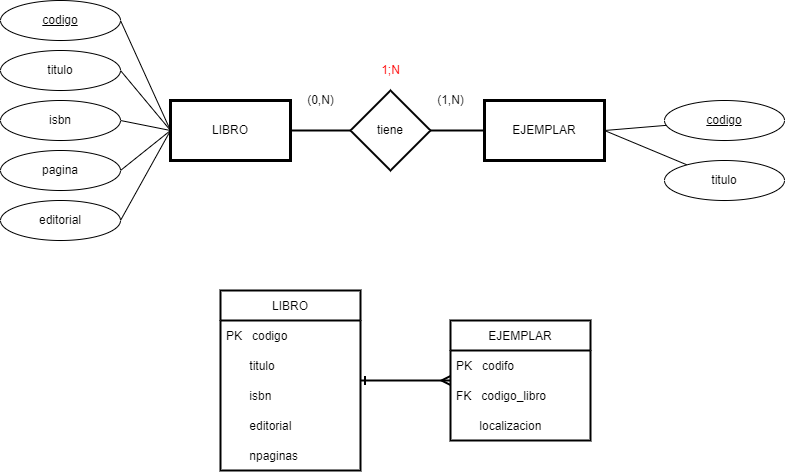 codigo
titulo
isbn
pagina
editorial
LIBRO
(0,N)
1;N
tiene
(1,N)
EJEMPLAR
codigo
titulo
LIBRO
PK codigo
titulo
isbn
editorial
npaginas
EJEMPLAR
PK codifo
FK codigo_libro
localizacion